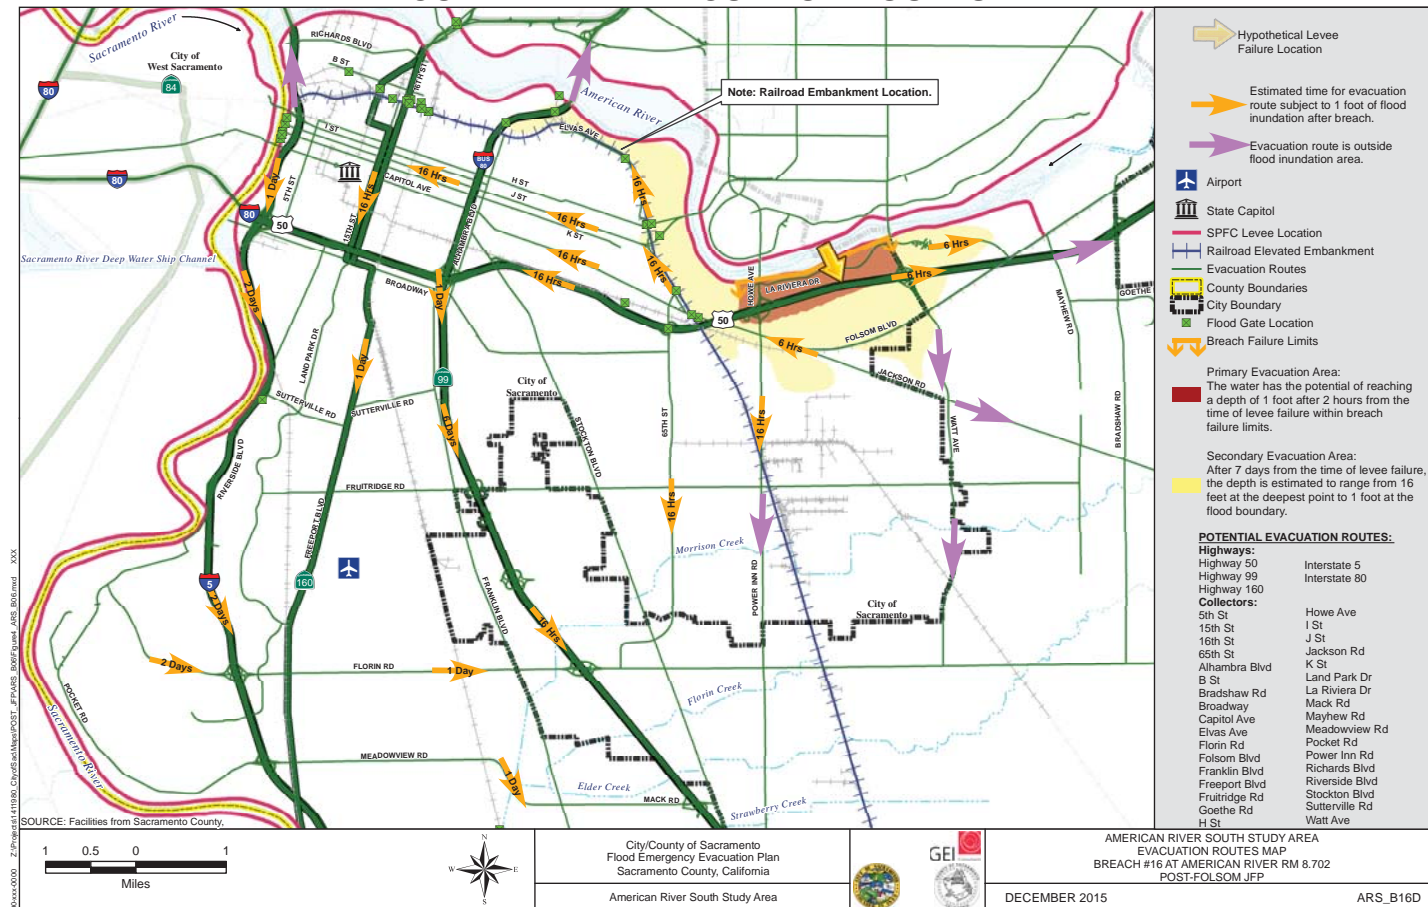 Sacramento River
City of
West Sacramento
84
80
80
80
RICHARDS BLVD
B ST
16TH ST
I ST
5TH ST
1 Day
CAPITOL AVE
15TH ST.
16 Hrs
16 Hrs
H ST
J ST
K ST
16 Hrs
16 Hrs
16 Hrs
BUS
80
ALHAMBRA BLVD
ELVAS AVE
American River
Note: Railroad Embankment Location.
16 Hrs
16 Hrs
HOWE AVE
LA RIVIERA DR
6 Hrs
6 Hrs
50
50
Sacramento River Deep Water Ship Channel
2 Days
BROADWAY
1 Day
LAND PARK DR
1 Day
SUTTERVILLE RD
SUTTERVILLE RD
99
6 Days
City of
Sacramento
STOCKTON BLVD
65TH ST
16 Hrs
16 Hrs
6 Hrs
FOLSOM BLVD
JACKSON RD
WATT AVE
MAYHEW RD
GOETHE
BRADSHAW RD
RIVERSIDE BLVD
FRUITRIDGE RD
FREEPORT BLVD
160
5
2 Days
FRANKLIN BLVD
16 Hrs
Morrison Creek
POWER INN RD
City of
Sacramento
2 Days
FLORIN RD
1 Day
POCKET RD
Sacramento River
Florin Creek
MEADOWVIEW RD
1 Day
Elder Creek
MACK RD
Strawberry Creek
SOURCE: Facilities from Sacramento County,
Hypothetical Levee
Failure Location
Estimated time for evacuation
route subject to 1 foot of flood
inundation after breach.
Evacuation route is outside
flood inundation area.
Airport
State Capitol
SPFC Levee Location
Railroad Elevated Embankment
Evacuation Routes
County Boundaries
City Boundary
Flood Gate Location
Breach Failure Limits
Primary Evacuation Area:
The water has the potential of reaching
a depth of 1 foot after 2 hours from the
time of levee failure within breach
failure limits.
Secondary Evacuation Area:
After 7 days from the time of levee failure,
the depth is estimated to range from 16
feet at the deepest point to 1 foot at the
flood boundary.
POTENTIAL EVACUATION ROUTES:
Highways:
Highway 50
Highway 99
Highway 160
Interstate 5
Interstate 80
Collectors:
5th St
15th St
16th St
65th St
Alhambra Blvd
B St
Bradshaw Rd
Broadway
Capitol Ave
Elvas Ave
Florin Rd
Folsom Blvd
Franklin Blvd
Freeport Blvd
Fruitridge Rd
Goethe Rd
H St
Howe Ave
I St
J St
Jackson Rd
K St
Land Park Dr
La Riviera Dr
Mack Rd
Mayhew Rd
Meadowview Rd
Pocket Rd
Power Inn Rd
Richards Blvd
Riverside Blvd
Stockton Blvd
Sutterville Rd
Watt Ave
1 0.5 0 1
Miles
N
W E
S
City/County of Sacramento
Flood Emergency Evacuation Plan
Sacramento County, California
American River South Study Area
GEI
AMERICAN RIVER SOUTH STUDY AREA
EVACUATION ROUTES MAP
BREACH #16 AT AMERICAN RIVER RM 8.702
POST-FOLSOM JFP
DECEMBER 2015
ARS_B16D